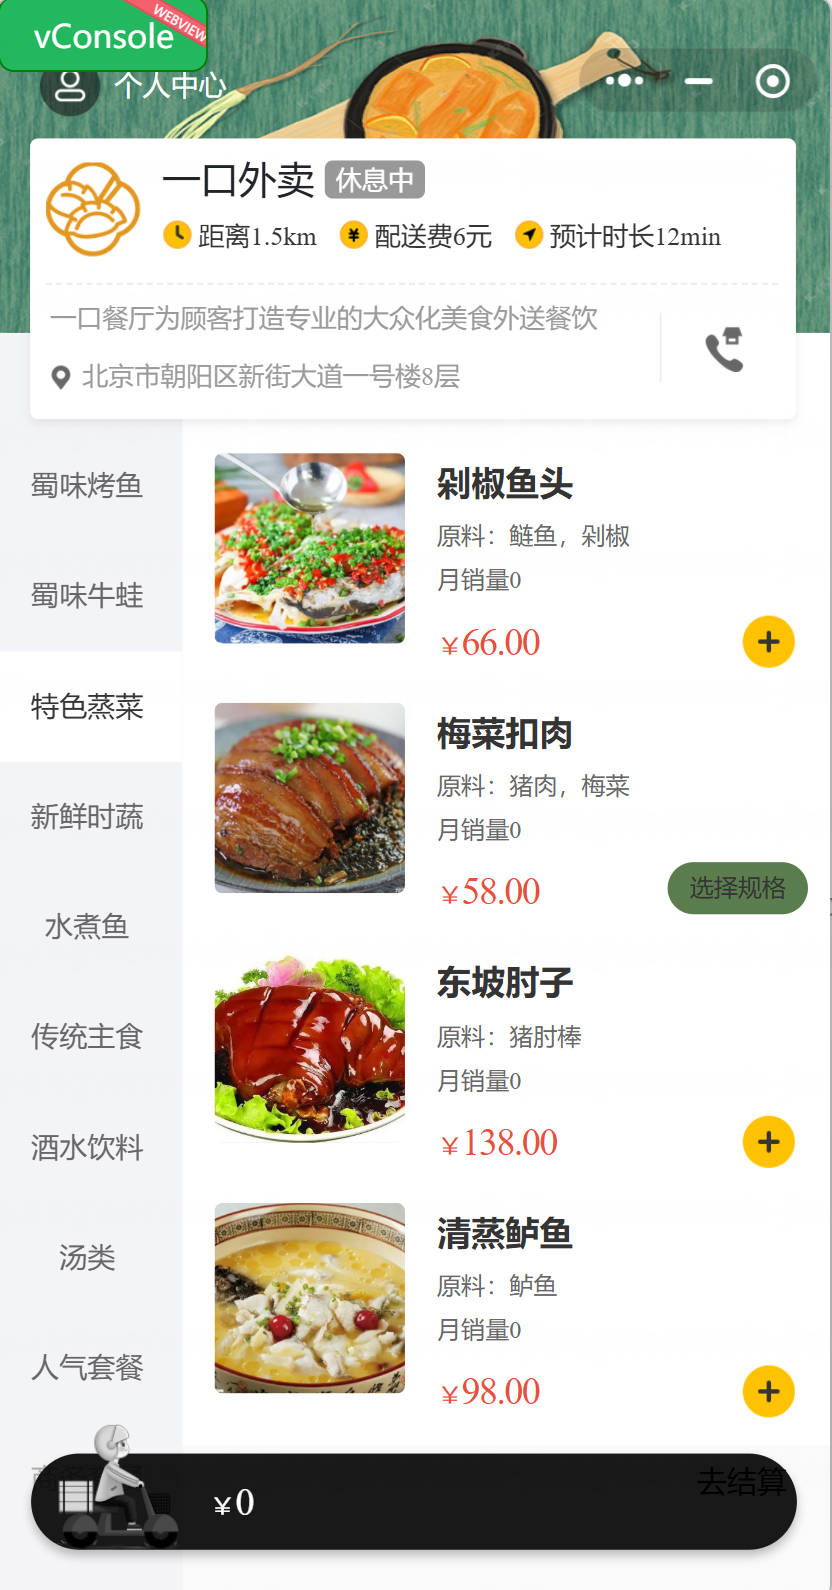 vConsole
WEBVIEW
个人中心
一口外卖 休息中
距离1.5km ¥ 配送费6元 预计时长12min
一口餐厅为顾客打造专业的大众化美食外送餐饮
北京市朝阳区新街大道一号楼8层
蜀味烤鱼
蜀味牛蛙
特色蒸菜
新鲜时蔬
水煮鱼
传统主食
酒水饮料
汤类
人气套餐
剁椒鱼头
原料：鲢鱼，剁椒
月销量0
¥66.00
梅菜扣肉
原料：猪肉，梅菜
月销量0
¥58.00 选择规格
东坡肘子
原料：猪肘棒
月销量0
¥138.00
清蒸鲈鱼
原料：鲈鱼
月销量0
¥98.00
¥0 去结算